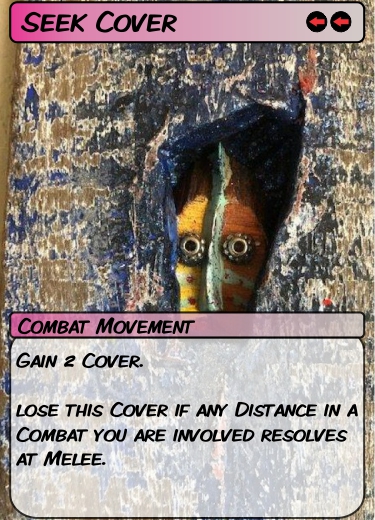 Seek Cover
Combat Movement
Gain 2 Cover.
lose this Cover if any Distance in a
Combat you are involved resolves
at Melee.